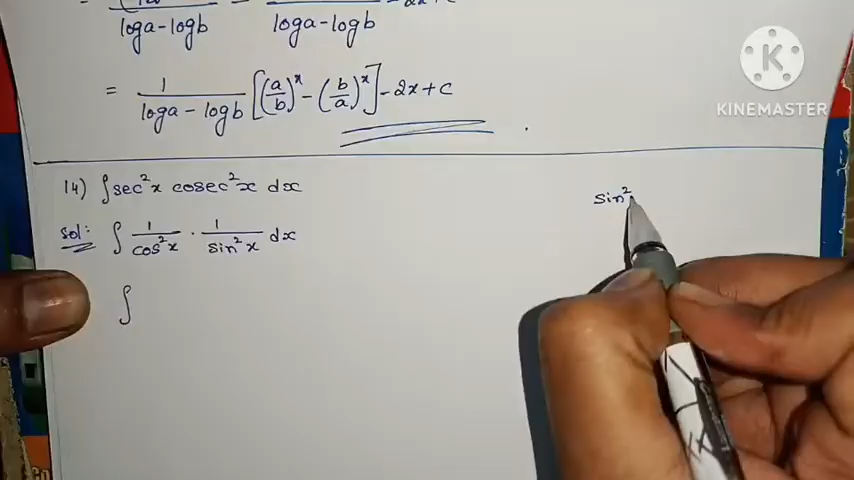 loga-logb loga-logb
= 1/(loga - logb) [(a/b)^x - (b/a)^x] - 2x + c
14) ∫sec²x cosec²x dx
sin²
Sol: ∫ 1/cos²x · 1/sin²x dx
∫
KINEMASTER